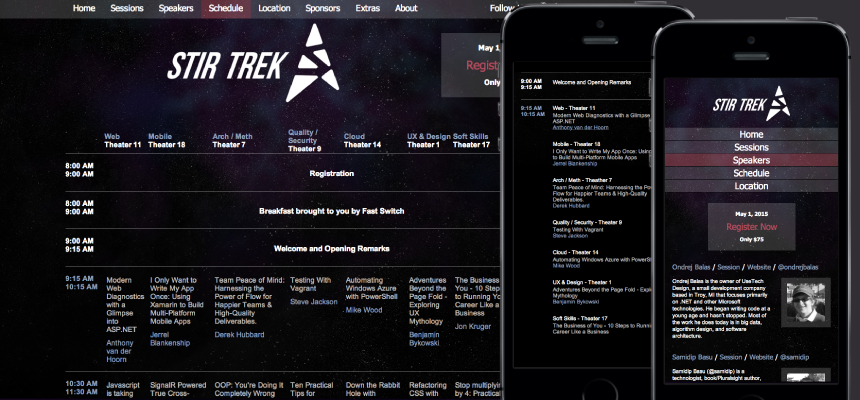 Home Sessions Speakers Schedule Location Sponsors Extras About Follow
STIR TREK
May 1,
Regist
Only
Web Theater 11
Mobile Theater 18
Arch / Meth Theater 7
Quality / Security Theater 9
Cloud Theater 14
UX & Design Theater 1
Soft Skills Theater 17
8:00 AM
9:00 AM
Registration
8:00 AM
9:00 AM
Breakfast brought to you by Fast Switch
9:00 AM
9:15 AM
Welcome and Opening Remarks
9:15 AM
10:15 AM
Modern
Web
Diagnostics
with a
Glimpse
into
ASP.NET
Anthony
van der
Hoorn
I Only Want to
Write My App
Once: Using
Xamarin to Build
Multi-Platform
Mobile Apps
Jerrel
Blankenship
Team Peace of Mind:
Harnessing the
Power of Flow for
Happier Teams &
High-Quality
Deliverables.
Derek Hubbard
Testing With
Vagrant
Steve Jackson
Automating
Windows Azure
with PowerShell
Mike Wood
Adventures
Beyond the
Page Fold -
Exploring
UX
Mythology
Benjamin
Bykowski
The Business
You - 10 Steps
to Running Yo
Career Like a
Business
Jon Kruger
10:30 AM
11:30 AM
Javascript
is taking
SignalR Powered
True Cross-
OOP: You're Doing It
Completely Wrong
Ten Practical
Tips for
Down the Rabbit
Hole with
Refactoring
CSS with
Stop multiplyin
by 4: Practical
9:00 AM
9:15 AM
Welcome and Opening Remarks
9:15 AM
10:15 AM
Web - Theater 11
Modern Web Diagnostics with a Glimpse
ASP.NET
Anthony van der Hoorn
Mobile - Theater 18
I Only Want to Write My App Once: Using
to Build Multi-Platform Mobile Apps
Jerrel Blankenship
Arch / Meth - Theather 7
Team Peace of Mind: Harnessing the Pow
Flow for Happier Teams & High-Quality
Deliverables.
Derek Hubbard
Quality / Security - Theater 9
Testing With Vagrant
Steve Jackson
Cloud - Theater 14
Automating Windows Azure with PowerShe
Mike Wood
UX & Design - Theater 1
Adventures Beyond the Page Fold - Explor
Mythology
Benjamin Bykowski
Soft Skills - Theater 17
The Business of You - 10 Steps to Runnin
Career Like a Business
STIR TREK
Home
Sessions
Speakers
Schedule
Location
May 1, 2015
Register Now
Only $75
Ondrej Balas / Session / Website / @ondrejbalas
Ondrej Balas is the owner of UseTech
Design, a small development company
based in Troy, MI that focuses primarily
on .NET and other Microsoft
technologies. He began writing code at a
young age and hasn't stopped. Most of
the work he does today is in big data,
algorithm design, and software
architecture.
Samidip Basu / Session / Website / @samidip
Samidip Basu (@samidip) is a
technologist, book/Pluralsight author,